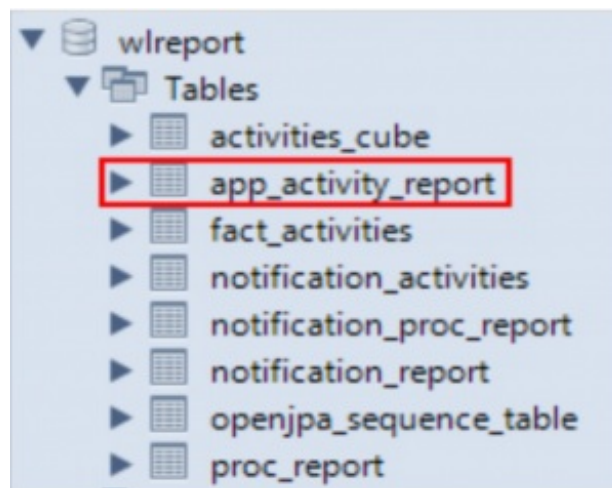 wlreport
Tables
activities_cube
app_activity_report
fact_activities
notification_activities
notification_proc_report
notification_report
openjpa_sequence_table
proc_report